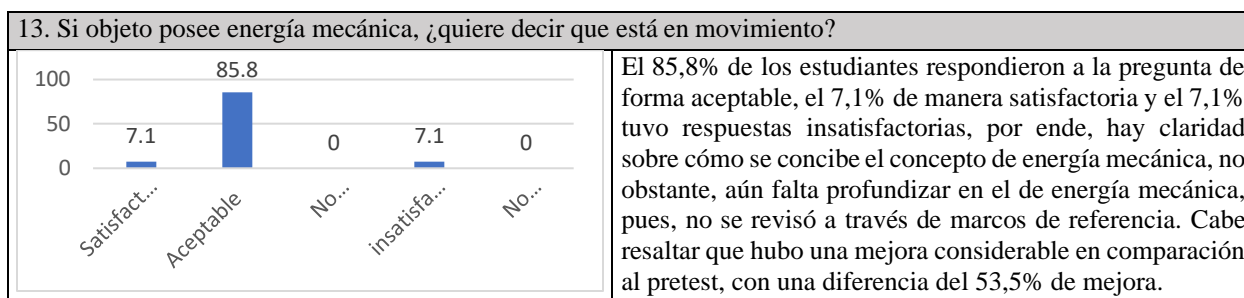 13. Si objeto posee energía mecánica, ¿quiere decir que está en movimiento?
100
50
0
7.1
85.8
0
7.1
0
Satisfact...
Aceptable
No...
insatisfa...
No...
El 85,8% de los estudiantes respondieron a la pregunta de
forma aceptable, el 7,1% de manera satisfactoria y el 7,1%
tuvo respuestas insatisfactorias, por ende, hay claridad
sobre cómo se concibe el concepto de energía mecánica, no
obstante, aún falta profundizar en el de energía mecánica,
pues, no se revisó a través de marcos de referencia. Cabe
resaltar que hubo una mejora considerable en comparación
al pretest, con una diferencia del 53,5% de mejora.